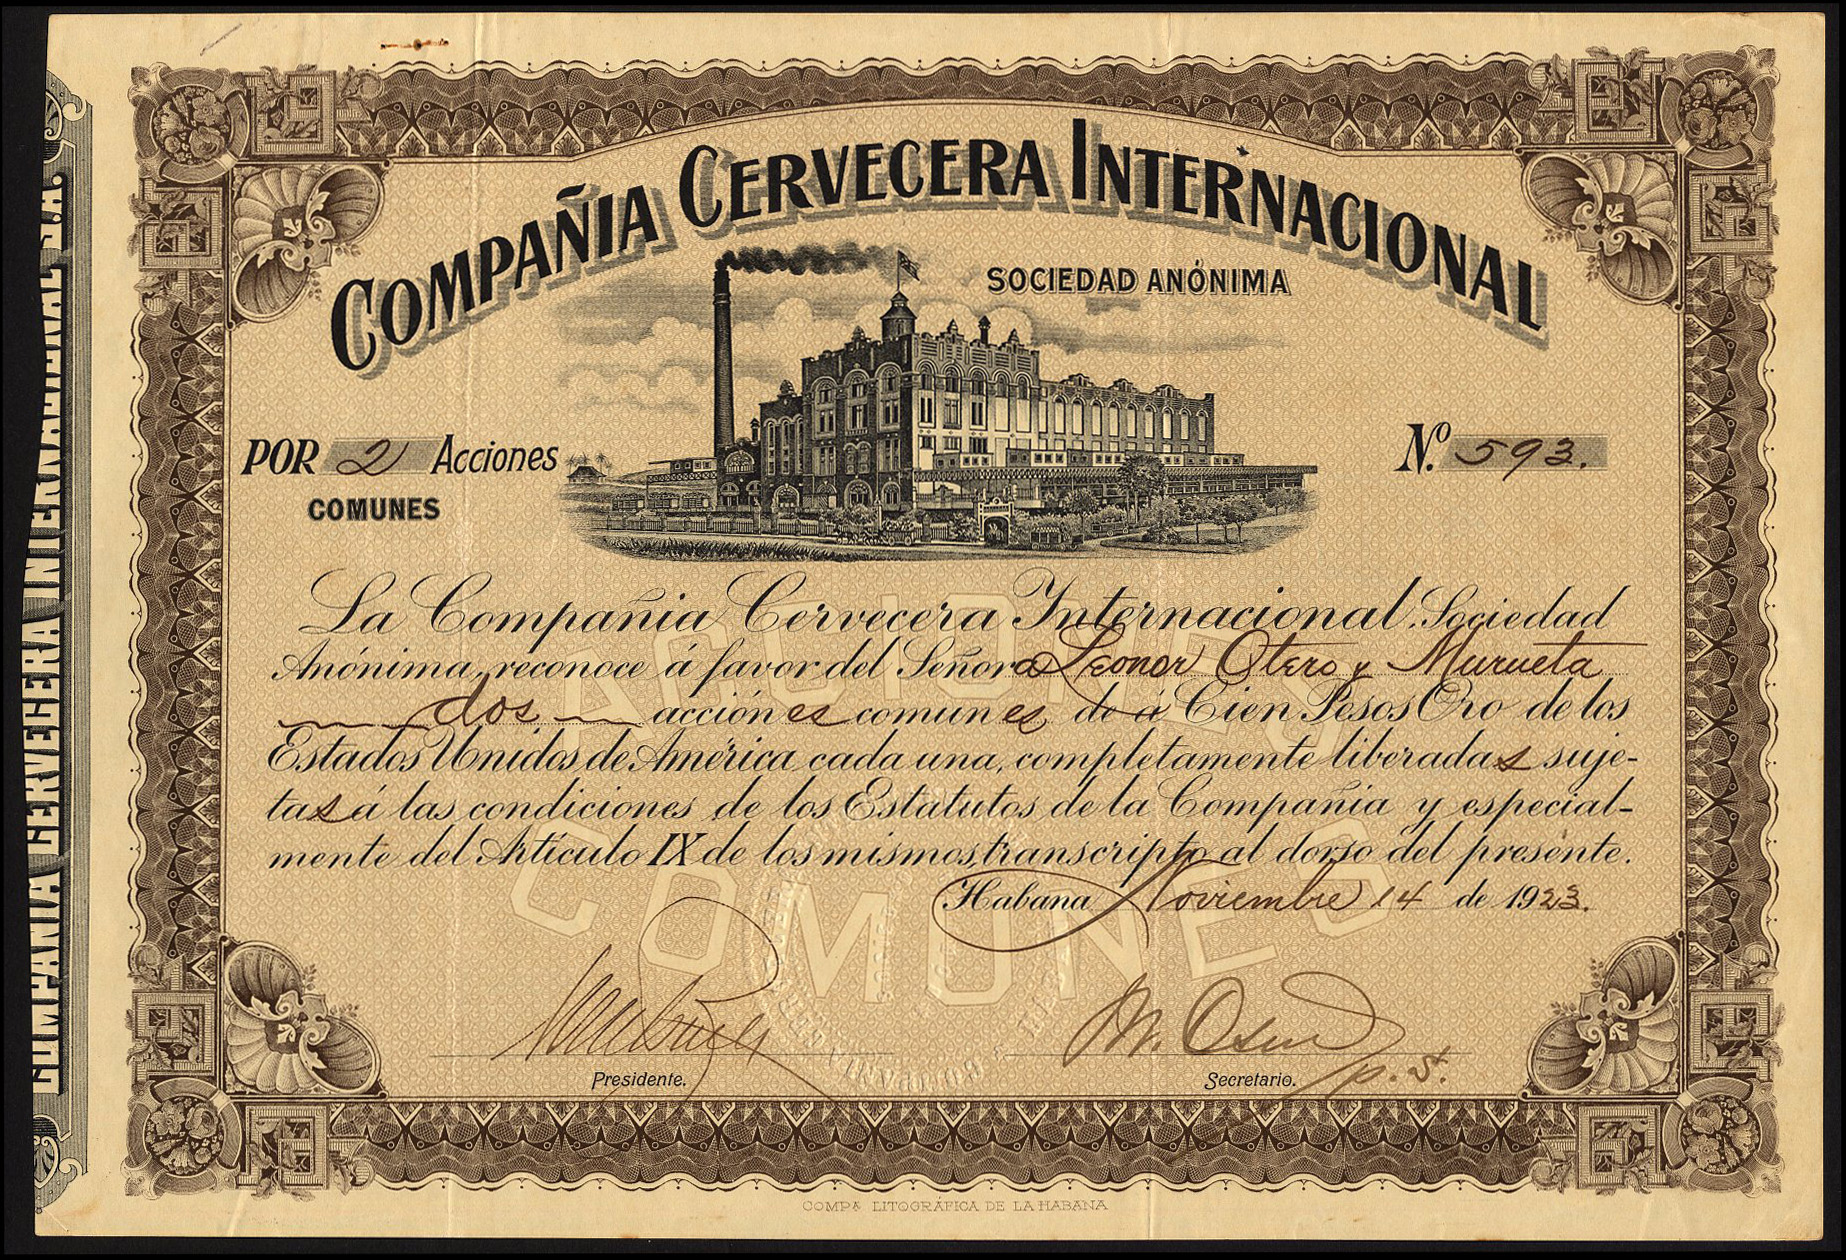 COMPAÑIA CERVECERA INTERNACIONAL
SOCIEDAD ANÓNIMA
POR 2 Acciones
COMUNES
Nº 593.
La Compañia Cervecera Internacional, Sociedad
Anónima, reconoce á favor del Señora Leonor Otero y Murueta
dos acciónes comunes de á Cien Pesos Oro de los
Estados Unidos de América cada una, completamente liberadas suje-
tas á las condiciones de los Estatutos de la Compañia y especial-
mente del Artículo IX de los mismos, transcripto al dorso del presente.
Habana Noviembre 14 de 1923.
ACCIONES
COMUNES
Presidente.
Secretario.
p. s.
COMPª LITOGRÁFICA DE LA HABANA
COMPAÑIA CERVECERA INTERNACIONAL S.A.